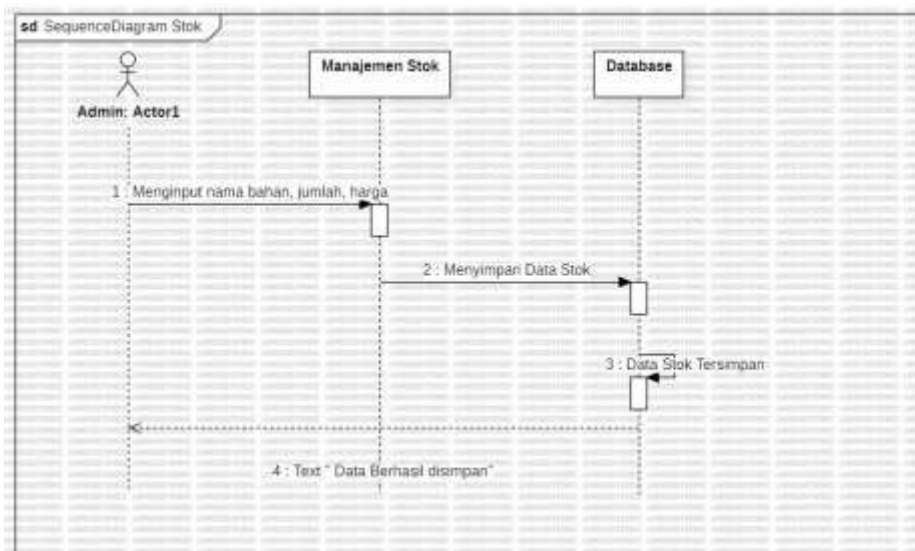 sd SequenceDiagram Stok
Manajemen Stok
Database
Admin: Actor1
1 : Menginput nama bahan, jumlah, harga
2 : Menyimpan Data Stok
3 : Data Stok Tersimpan
4 : Text " Data Berhasil disimpan"